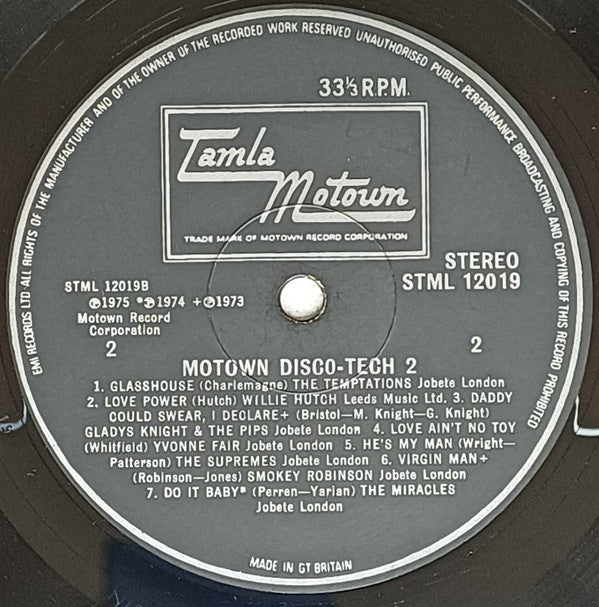 EMI RECORDS LTD ALL RIGHTS OF THE MANUFACTURER AND OF THE OWNER OF THE RECORDED WORK RESERVED UNAUTHORISED PUBLIC PERFORMANCE BROADCASTING AND COPYING OF THIS RECORD PROHIBITED
33⅓ R.P.M.
Tamla
Motown
TRADE MARK OF MOTOWN RECORD CORPORATION
STEREO
STML 12019
STML 12019B
℗1975 *℗1974 +℗1973
Motown Record
Corporation
2
2
MOTOWN DISCO-TECH 2
1. GLASSHOUSE (Charlemagne) THE TEMPTATIONS Jobete London
2. LOVE POWER (Hutch) WILLIE HUTCH Leeds Music Ltd. 3. DADDY
COULD SWEAR, I DECLARE+ (Bristol—M. Knight—G. Knight)
GLADYS KNIGHT & THE PIPS Jobete London 4. LOVE AIN'T NO TOY
(Whitfield) YVONNE FAIR Jobete London 5. HE'S MY MAN (Wright—
Patterson) THE SUPREMES Jobete London 6. VIRGIN MAN+
(Robinson—Jones) SMOKEY ROBINSON Jobete London
7. DO IT BABY* (Perren—Yarian) THE MIRACLES
Jobete London
MADE IN GT BRITAIN